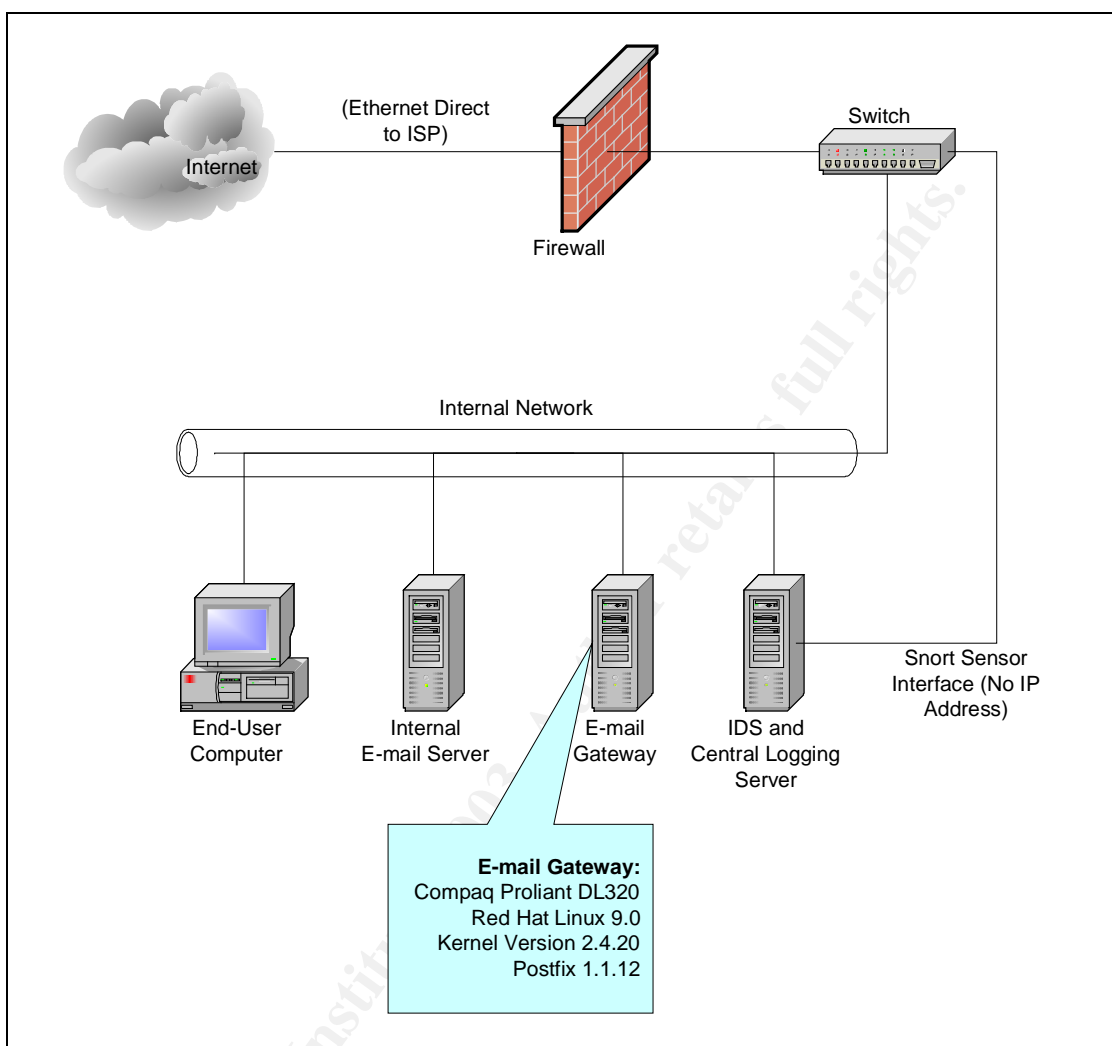 (Ethernet Direct
to ISP)
Internet
Firewall
Switch
Internal Network
End-User
Computer
Internal
E-mail Server
E-mail
Gateway
IDS and
Central Logging
Server
Snort Sensor
Interface (No IP
Address)
E-mail Gateway:
Compaq Proliant DL320
Red Hat Linux 9.0
Kernel Version 2.4.20
Postfix 1.1.12
full rights.